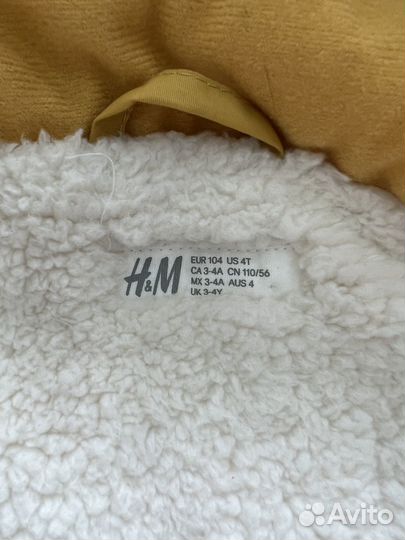 H&M
EUR 104 US 4T
CA 3-4A CN 110/56
MX 3-4A AUS 4
UK 3-4Y
Avito